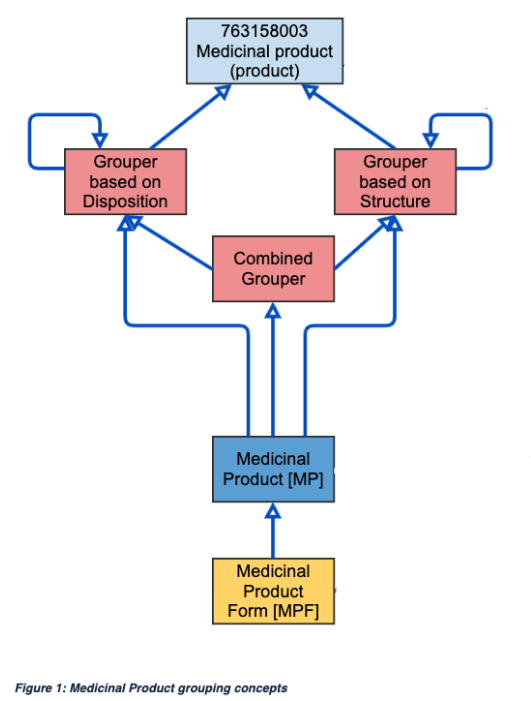 763158003
Medicinal product
(product)
Grouper
based on
Disposition
Grouper
based on
Structure
Combined
Grouper
Medicinal
Product [MP]
Medicinal
Product
Form [MPF]
Figure 1: Medicinal Product grouping concepts